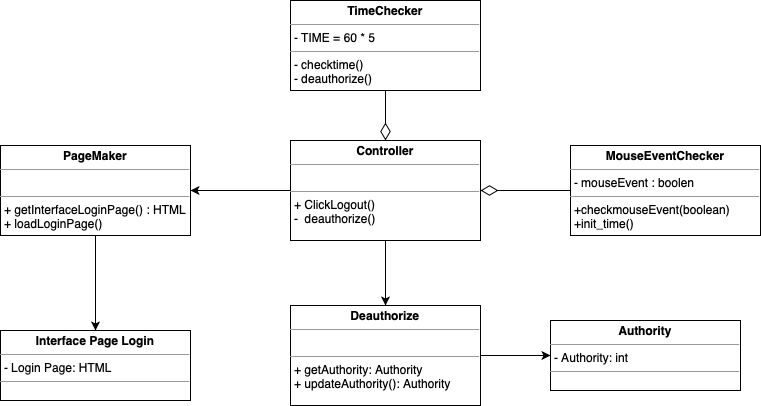 TimeChecker
- TIME = 60 * 5
- checktime()
- deauthorize()
PageMaker
+ getInterfaceLoginPage() : HTML
+ loadLoginPage()
Controller
+ ClickLogout()
- deauthorize()
MouseEventChecker
- mouseEvent : boolen
+checkmouseEvent(boolean)
+init_time()
Interface Page Login
- Login Page: HTML
Deauthorize
+ getAuthority: Authority
+ updateAuthority(): Authority
Authority
- Authority: int